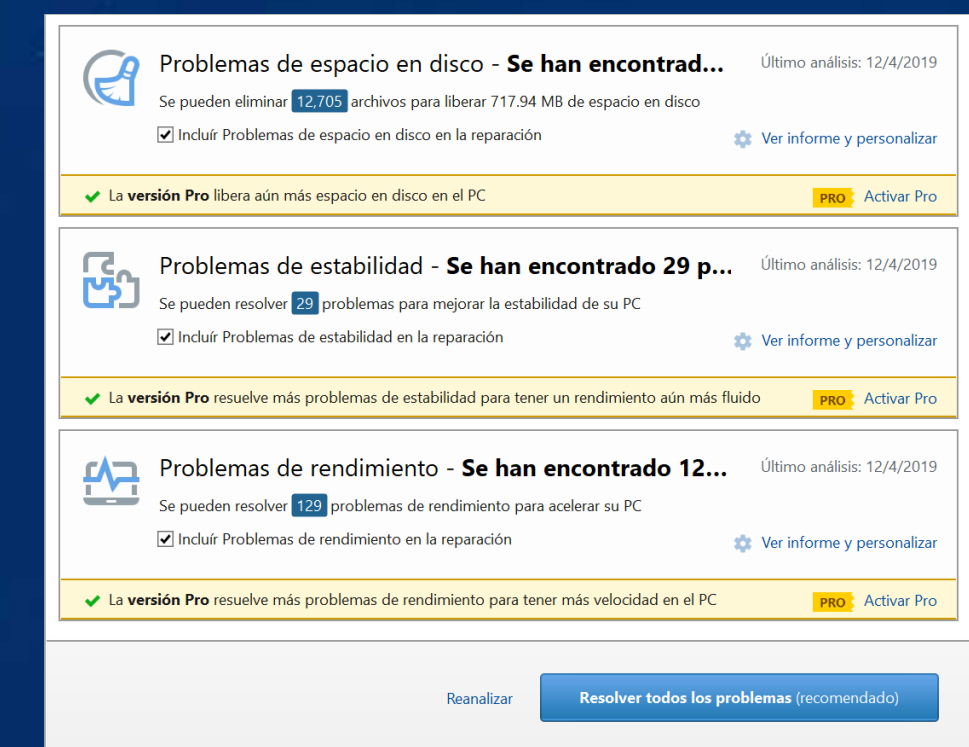 Problemas de espacio en disco - Se han encontrad...
Último análisis: 12/4/2019
Se pueden eliminar 12,705 archivos para liberar 717.94 MB de espacio en disco
Incluír Problemas de espacio en disco en la reparación
Ver informe y personalizar
La versión Pro libera aún más espacio en disco en el PC
PRO Activar Pro
Problemas de estabilidad - Se han encontrado 29 p...
Último análisis: 12/4/2019
Se pueden resolver 29 problemas para mejorar la estabilidad de su PC
Incluír Problemas de estabilidad en la reparación
Ver informe y personalizar
La versión Pro resuelve más problemas de estabilidad para tener un rendimiento aún más fluido
PRO Activar Pro
Problemas de rendimiento - Se han encontrado 12...
Último análisis: 12/4/2019
Se pueden resolver 129 problemas de rendimiento para acelerar su PC
Incluír Problemas de rendimiento en la reparación
Ver informe y personalizar
La versión Pro resuelve más problemas de rendimiento para tener más velocidad en el PC
PRO Activar Pro
Reanalizar
Resolver todos los problemas (recomendado)